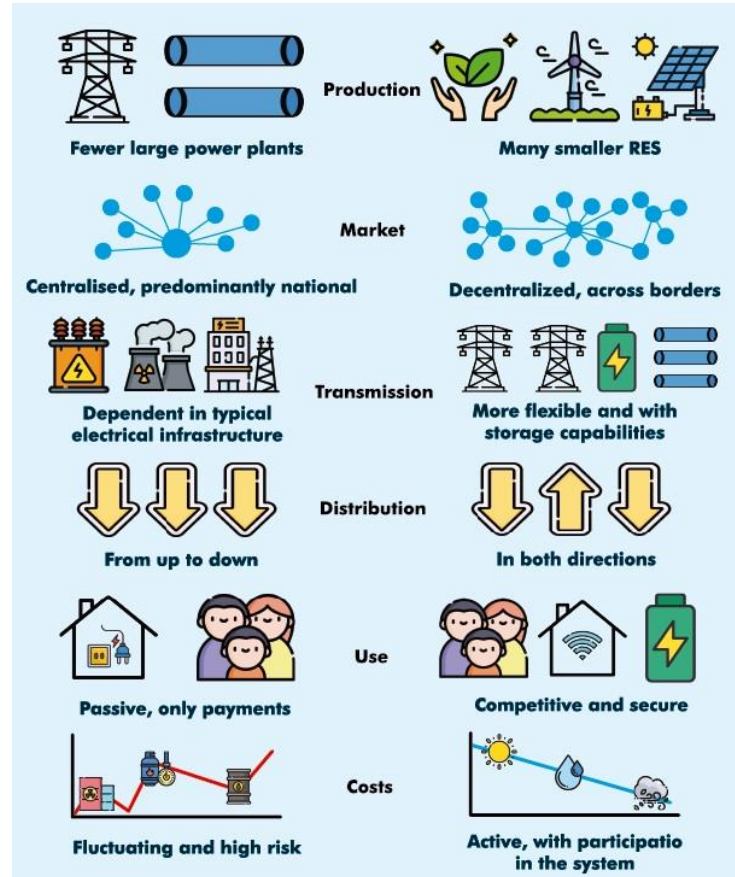 Production
Fewer large power plants
Many smaller RES
Market
Centralised, predominantly national
Decentralized, across borders
Transmission
Dependent in typical
electrical infrastructure
More flexible and with
storage capabilities
Distribution
From up to down
In both directions
Use
Passive, only payments
Competitive and secure
Costs
Fluctuating and high risk
Active, with participatio
in the system